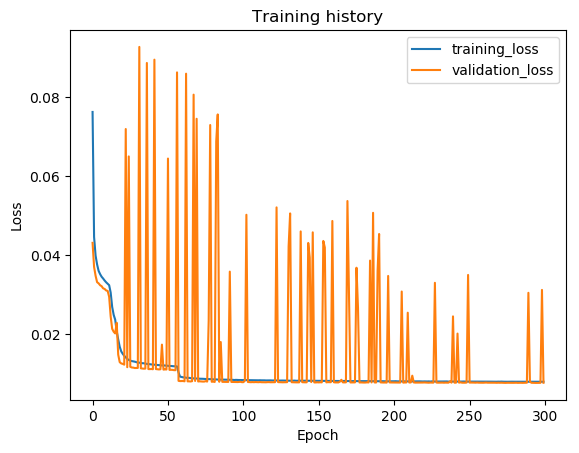 Training history
training_loss
validation_loss
Loss
0.08
0.06
0.04
0.02
0 50 100 150 200 250 300
Epoch